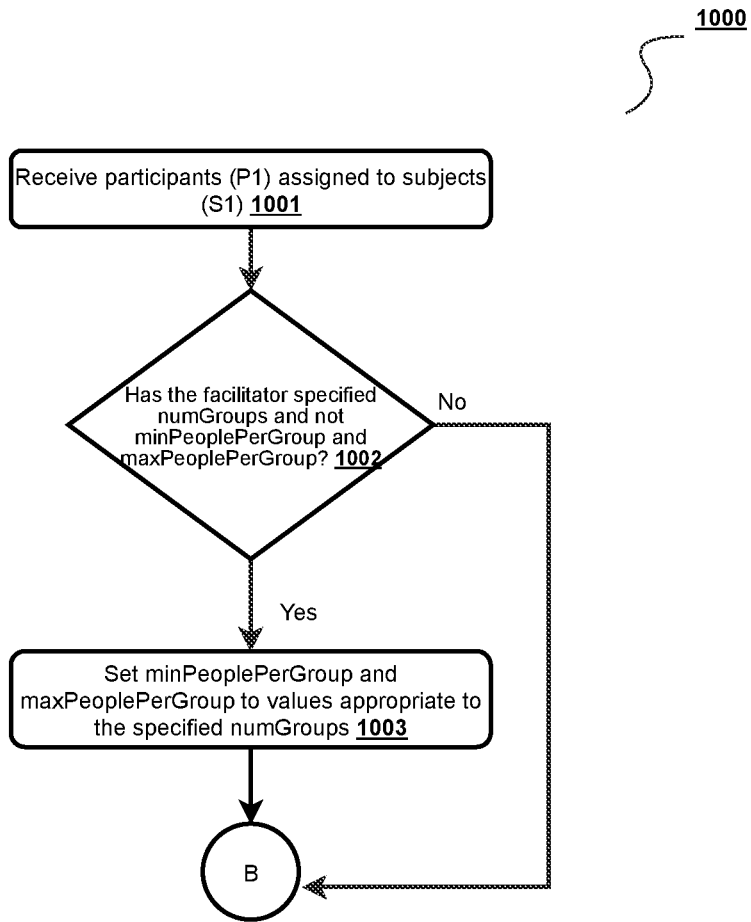 1000
Receive participants (P1) assigned to subjects
(S1) 1001
Has the facilitator specified
numGroups and not
minPeoplePerGroup and
maxPeoplePerGroup? 1002
No
Yes
Set minPeoplePerGroup and
maxPeoplePerGroup to values appropriate to
the specified numGroups 1003
B